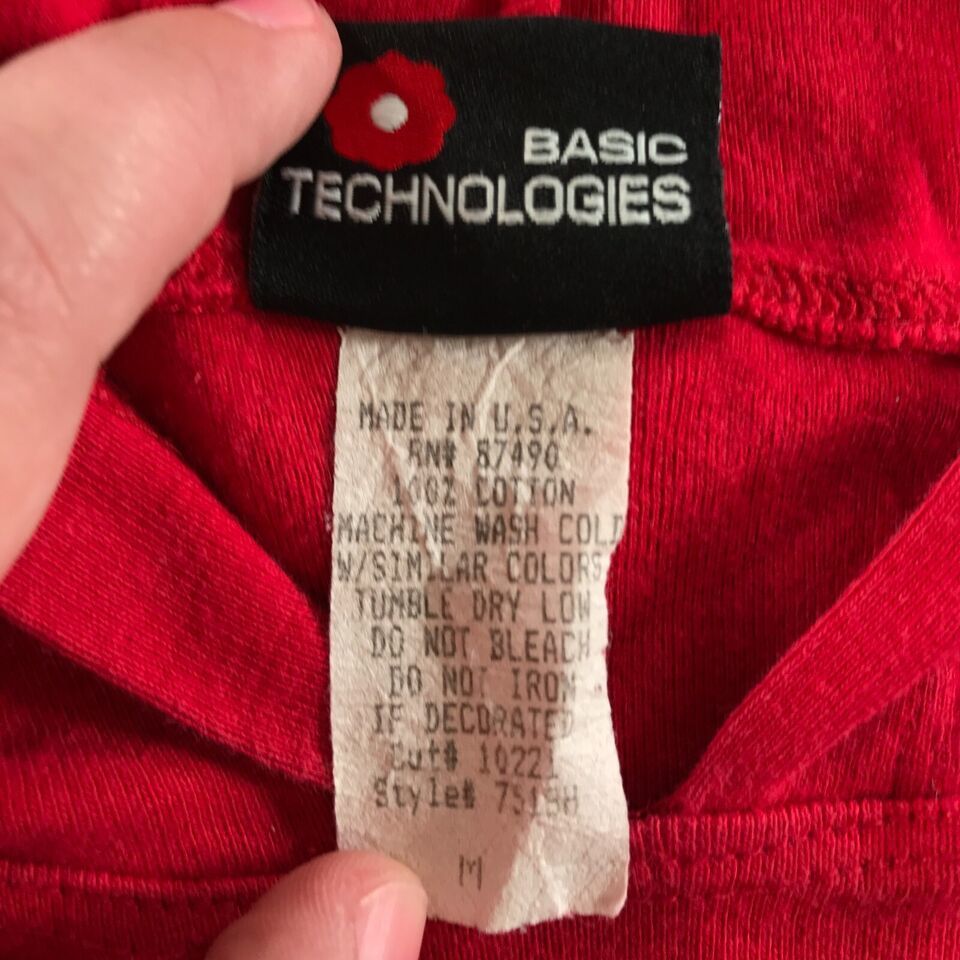 BASIC
TECHNOLOGIES
MADE IN U.S.A.
RN# 87490
100% COTTON
MACHINE WASH COLD
W/SIMILAR COLORS
TUMBLE DRY LOW
DO NOT BLEACH
DO NOT IRON
IF DECORATED
Cut# 10221
Style#
M